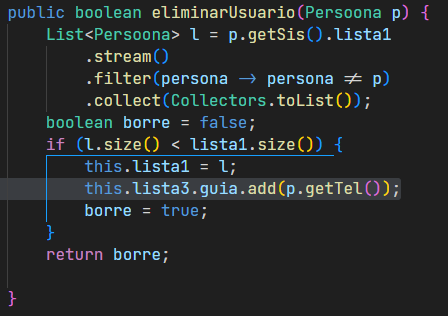 public boolean eliminarUsuario(Persoona p) {
List<Persoona> l = p.getSis().lista1
.stream()
.filter(persona -> persona != p)
.collect(Collectors.toList());
boolean borre = false;
if (l.size() < lista1.size()) {
this.lista1 = l;
this.lista3.guia.add(p.getTel());
borre = true;
}
return borre;
}